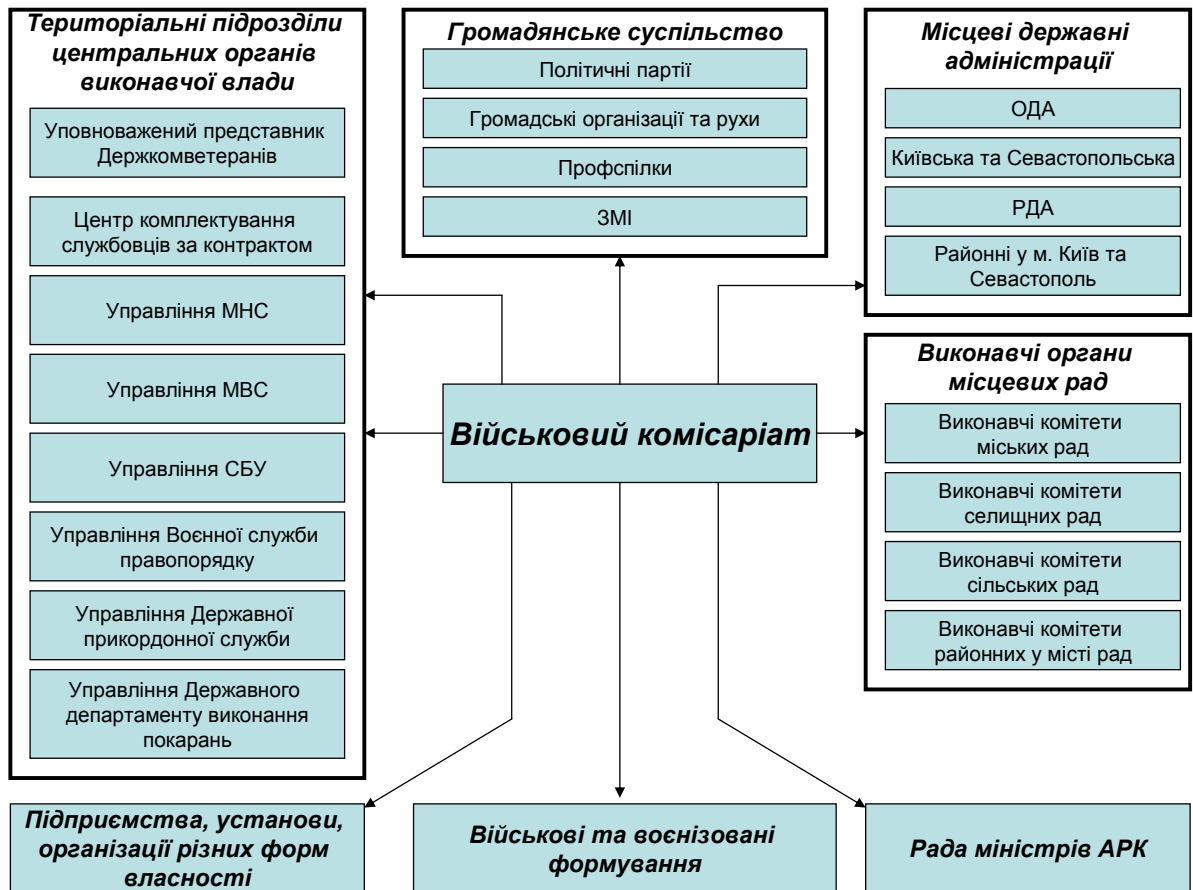 Територіальні підрозділи
центральних органів
виконавчої влади
Уповноважений представник
Держкомветеранів
Центр комплектування
службовців за контрактом
Управління МНС
Управління МВС
Управління СБУ
Управління Воєнної служби
правопорядку
Управління Державної
прикордонної служби
Управління Державного
департаменту виконання
покарань
Громадянське суспільство
Політичні партії
Громадські організації та рухи
Профспілки
ЗМІ
Місцеві державні
адміністрації
ОДА
Київська та Севастопольська
РДА
Районні у м. Київ та
Севастополь
Військовий комісаріат
Виконавчі органи
місцевих рад
Виконавчі комітети
міських рад
Виконавчі комітети
селищних рад
Виконавчі комітети
сільських рад
Виконавчі комітети
районних у місті рад
Підприємства, установи,
організації різних форм
власності
Військові та воєнізовані
формування
Рада міністрів АРК